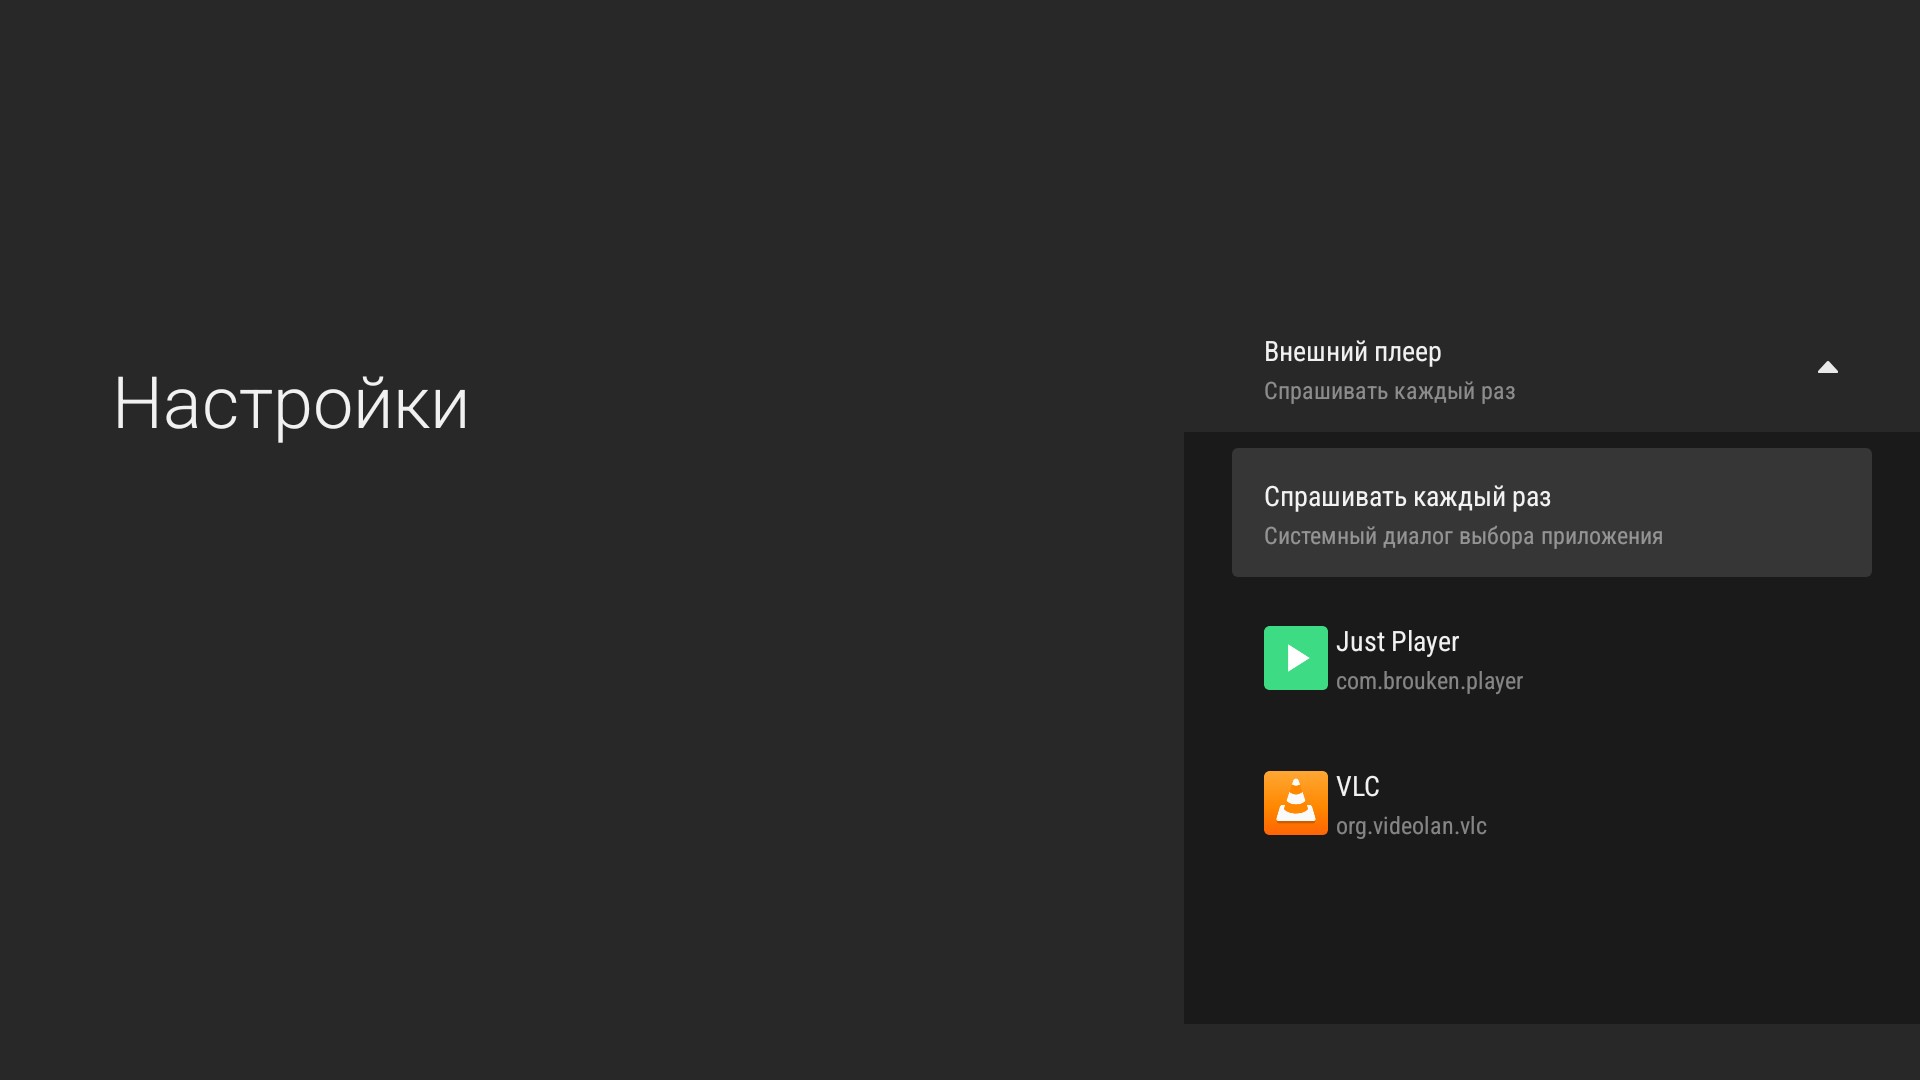 Настройки
Внешний плеер
Спрашивать каждый раз
Спрашивать каждый раз
Системный диалог выбора приложения
Just Player
com.brouken.player
VLC
org.videolan.vlc